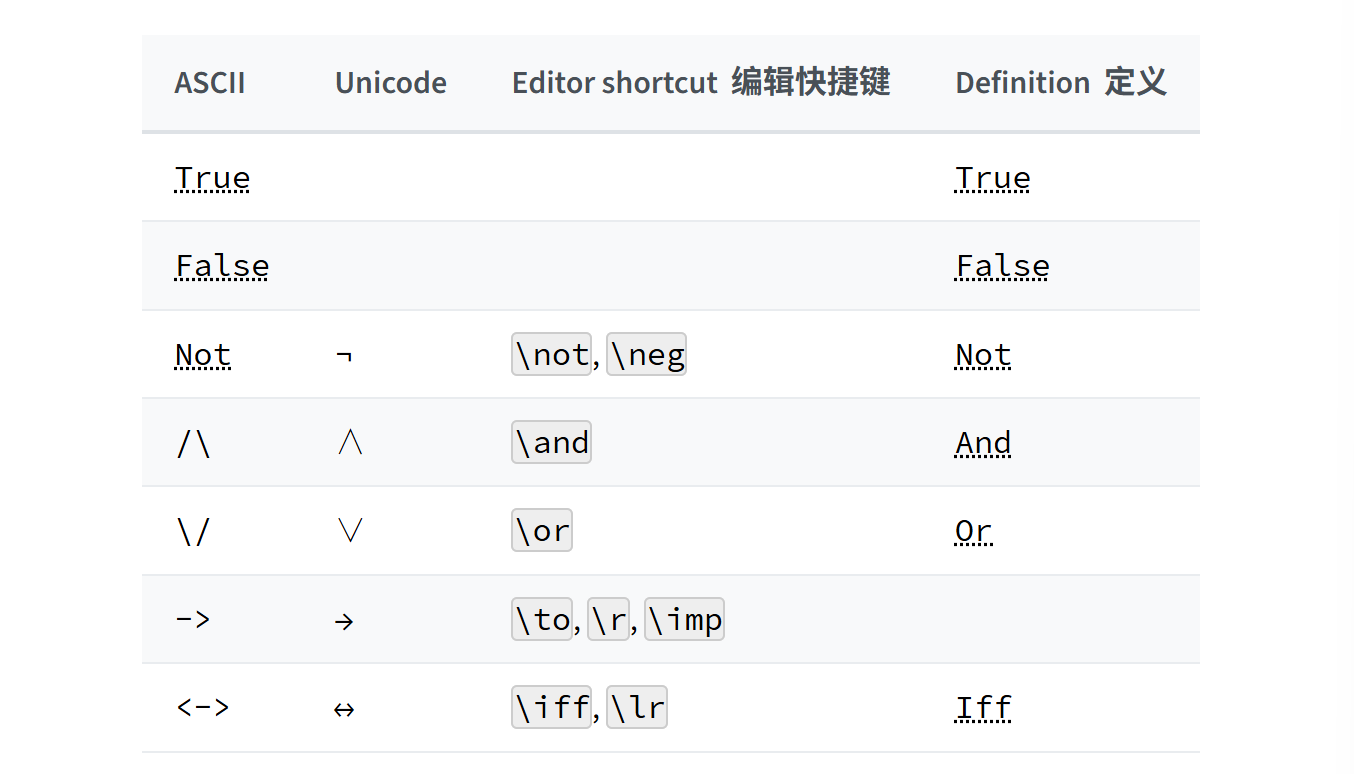 ASCII Unicode Editor shortcut 编辑快捷键 Definition 定义
True True
False False
Not ¬ \not, \neg Not
/\ ∧ \and And
\/ ∨ \or Or
-> → \to, \r, \imp
<-> ↔ \iff, \lr Iff